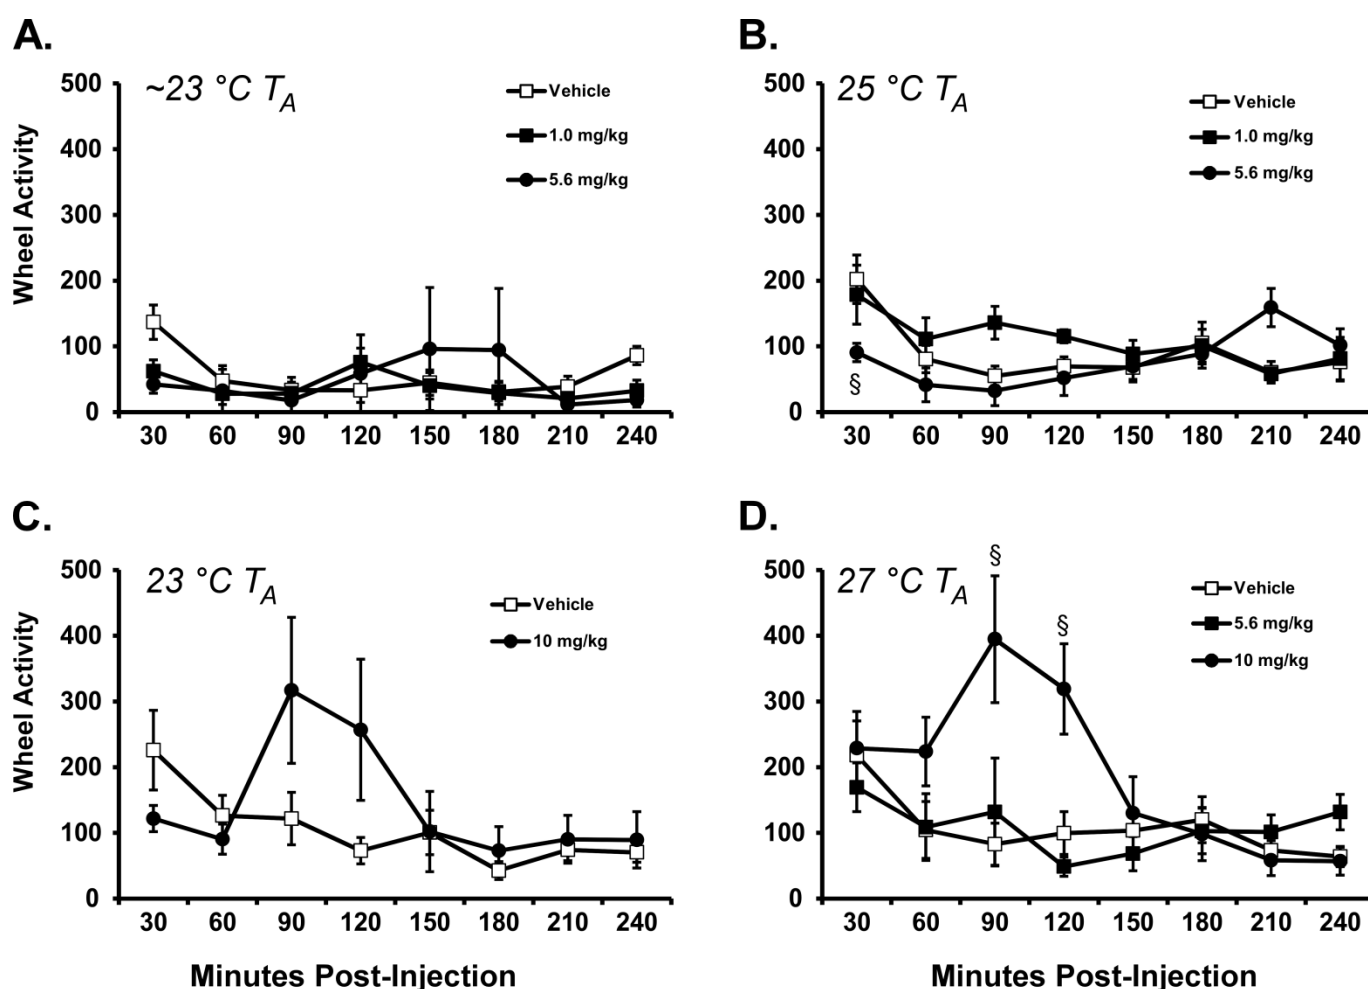 A.
~23 °C TA
Vehicle
1.0 mg/kg
5.6 mg/kg
Wheel Activity
500
400
300
200
100
0
30 60 90 120 150 180 210 240
B.
25 °C TA
Vehicle
1.0 mg/kg
5.6 mg/kg
500
400
300
200
100
0
§
30 60 90 120 150 180 210 240
C.
23 °C TA
Vehicle
10 mg/kg
Wheel Activity
500
400
300
200
100
0
30 60 90 120 150 180 210 240
Minutes Post-Injection
D.
27 °C TA
§
§
Vehicle
5.6 mg/kg
10 mg/kg
500
400
300
200
100
0
30 60 90 120 150 180 210 240
Minutes Post-Injection